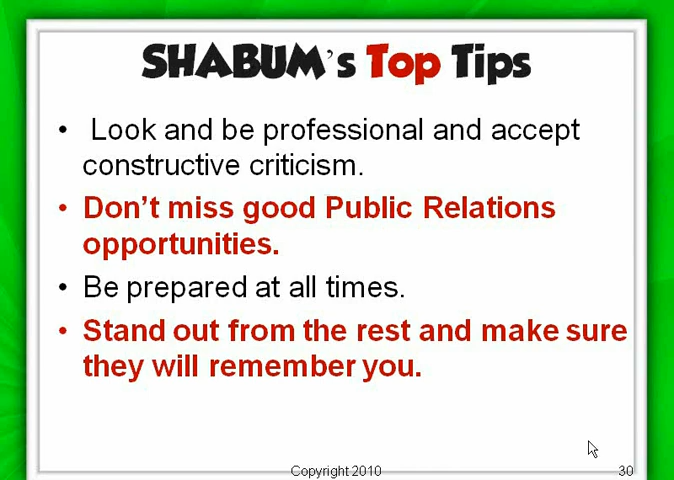 SHABUM's Top Tips
• Look and be professional and accept
constructive criticism.
• Don't miss good Public Relations
opportunities.
• Be prepared at all times.
• Stand out from the rest and make sure
they will remember you.
Copyright 2010
30